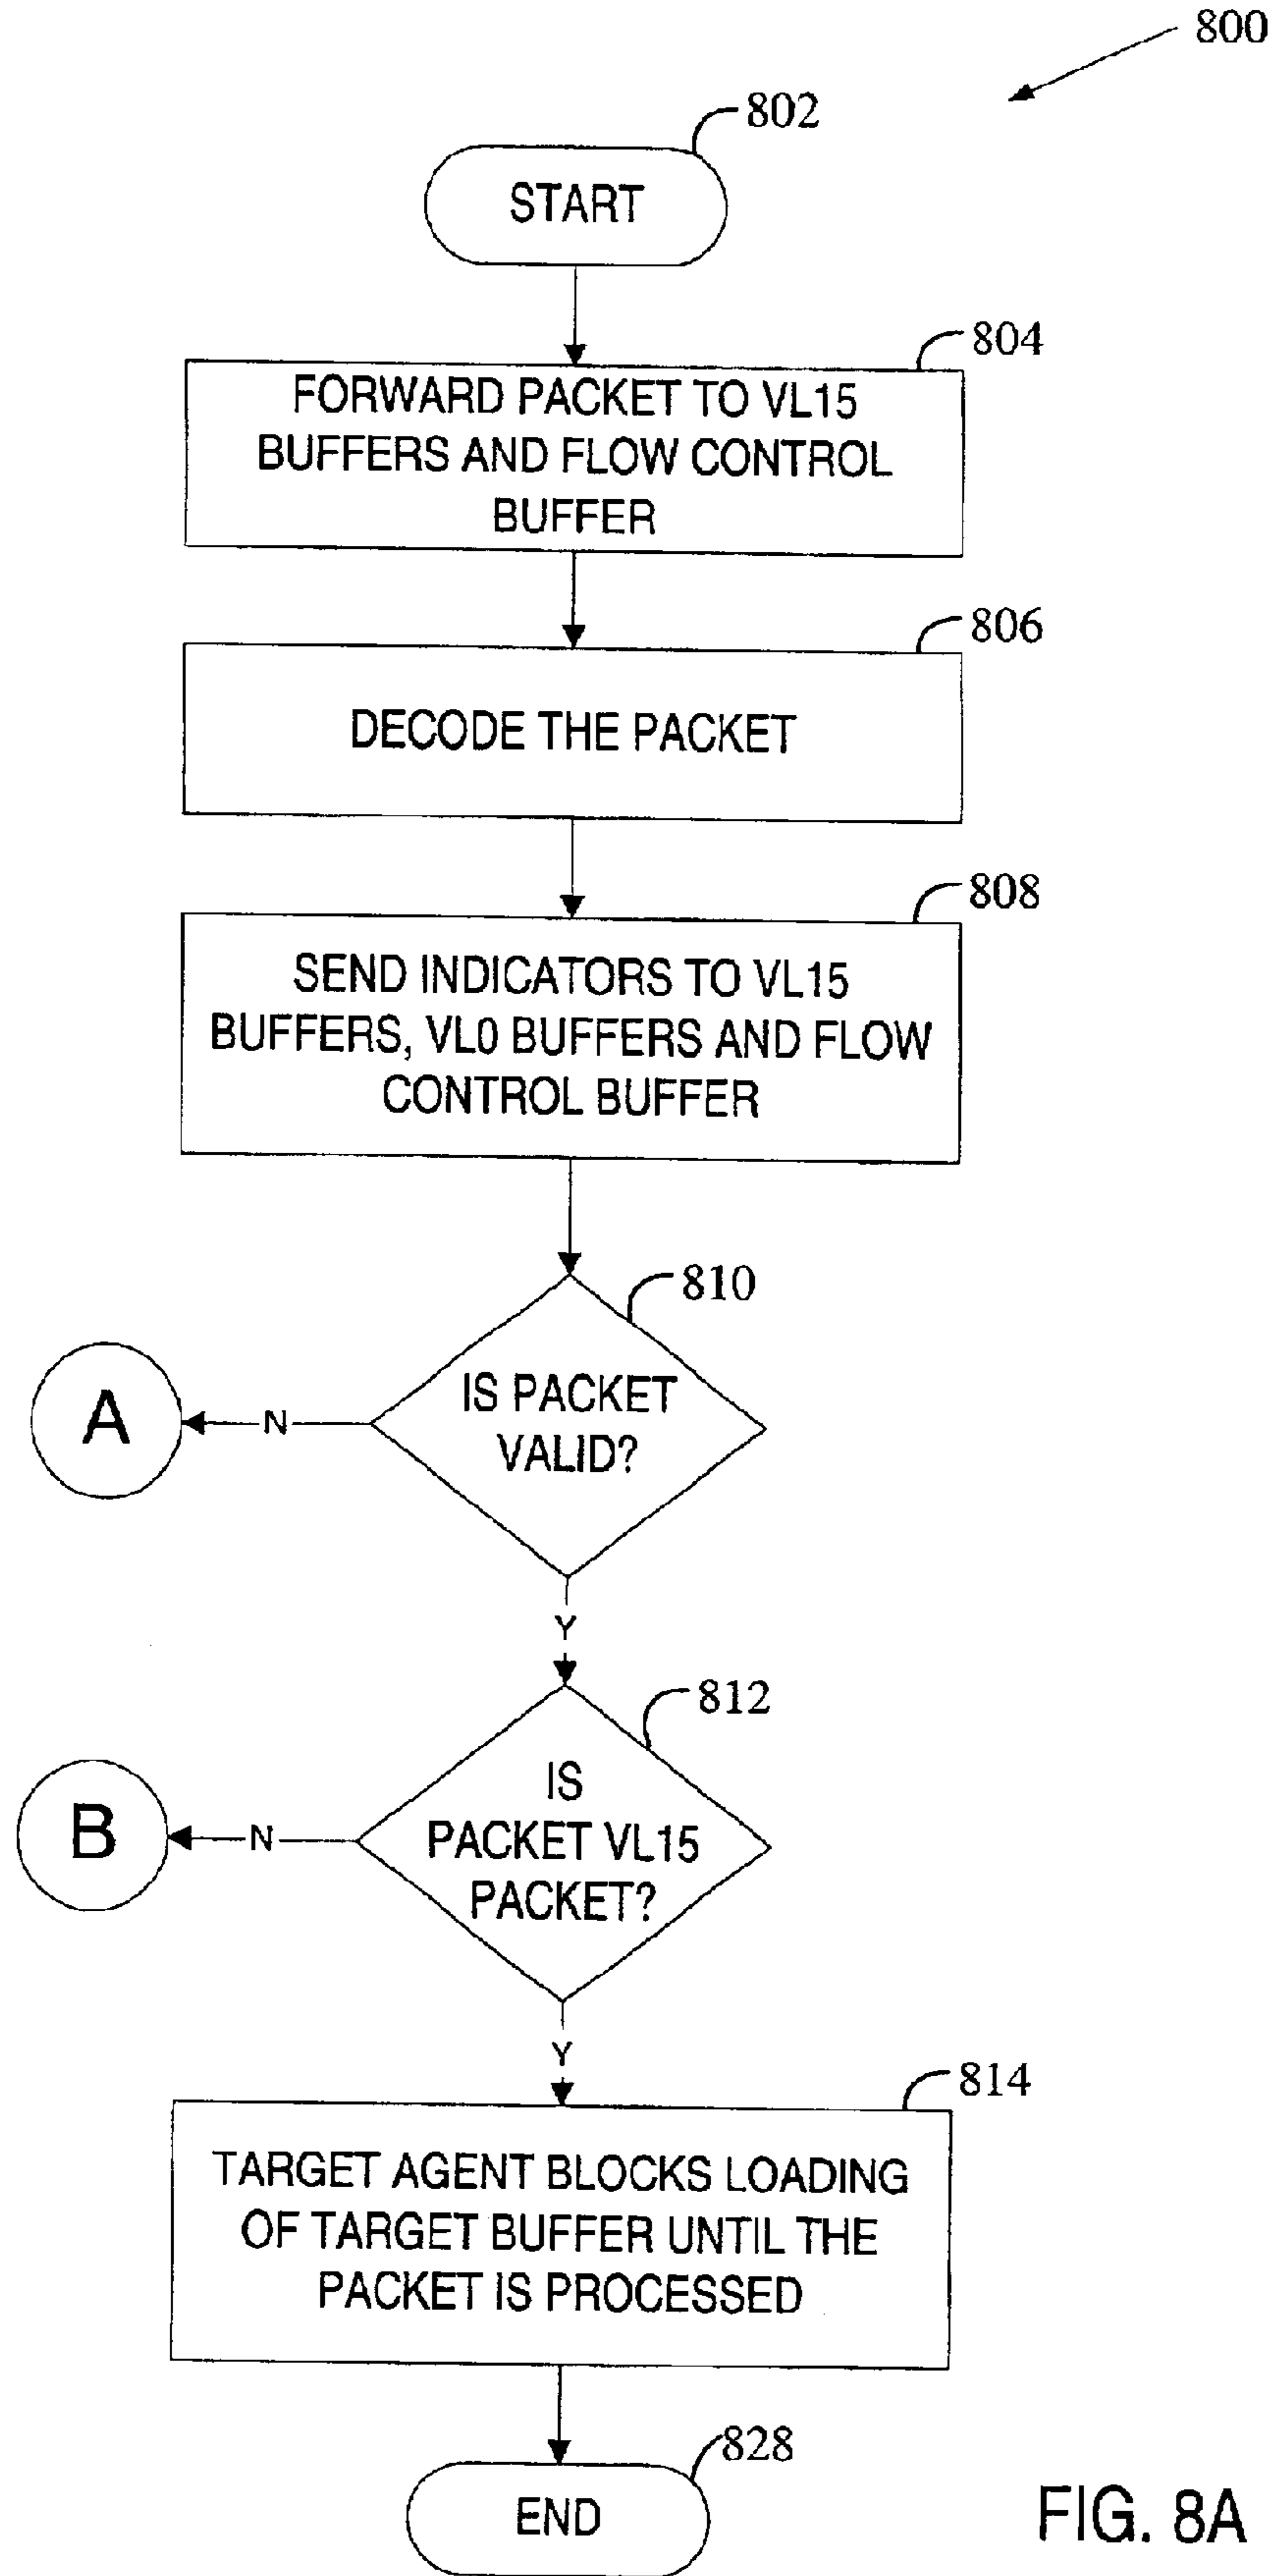 800
802
START
804
FORWARD PACKET TO VL15
BUFFERS AND FLOW CONTROL
BUFFER
806
DECODE THE PACKET
808
SEND INDICATORS TO VL15
BUFFERS, VL0 BUFFERS AND FLOW
CONTROL BUFFER
810
IS PACKET
VALID?
N
A
Y
812
IS
PACKET VL15
PACKET?
N
B
Y
814
TARGET AGENT BLOCKS LOADING
OF TARGET BUFFER UNTIL THE
PACKET IS PROCESSED
828
END
FIG. 8A